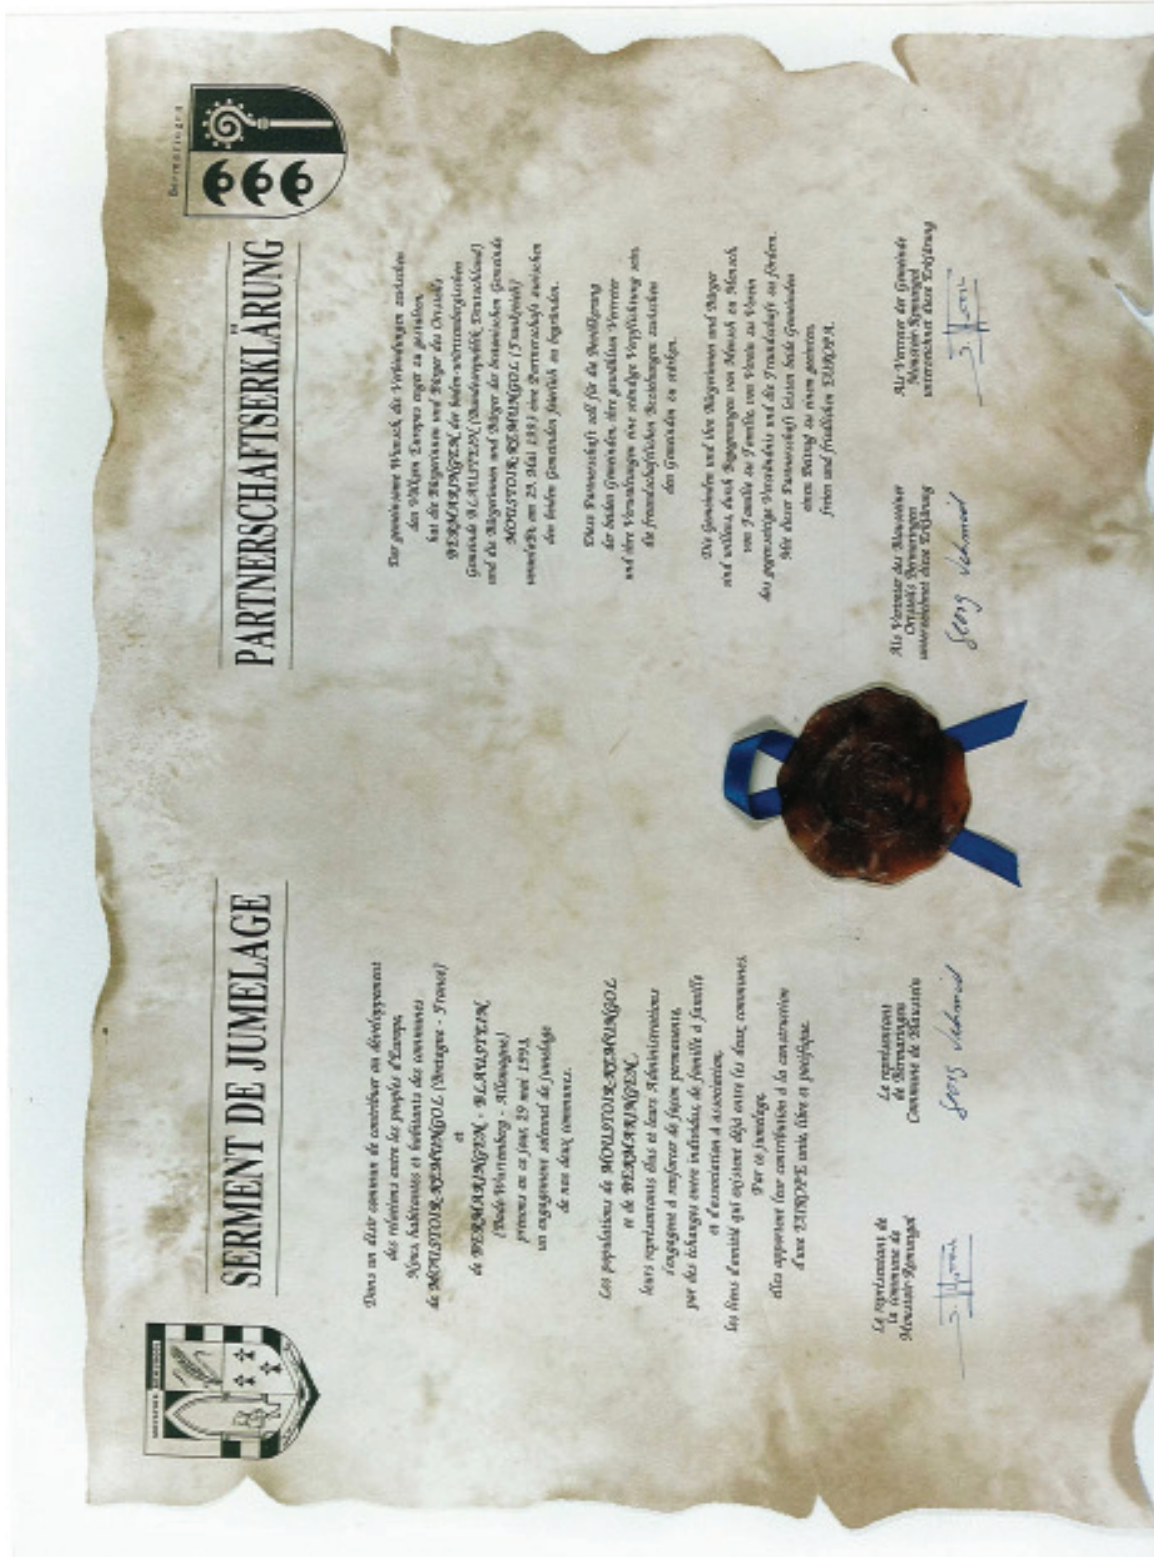 SERMENT DE JUMELAGE
Dans un désir commun de contribuer au développement
des relations entre les peuples d'Europe,
Nous habitantes et habitants des communes
de MOUSTOIR-REMUNGOL (Bretagne - France)
et
de BERMARINGEN - BLAUSTEIN
(Bade-Wurtemberg - Allemagne)
prenons en ce jour, 29 mai 1993,
un engagement solennel de jumelage
de nos deux communes.
Les populations de MOUSTOIR-REMUNGOL
et de BERMARINGEN,
leurs représentants élus et leurs Administrations
s'engagent à renforcer de façon permanente,
par des échanges entre individus, de famille à famille
et d'association à association,
les liens d'amitié qui existent déjà entre les deux communes.
Par ce jumelage,
elles apportent leur contribution à la construction
d'une EUROPE unie, libre et pacifique.
Le représentant de
la commune de
Moustoir-Remungol
Le représentant
de Bermaringen
Commune de Blaustein
Georg Schmid
Bermaringen
PARTNERSCHAFTSERKLÄRUNG
Der gemeinsame Wunsch, die Verbindungen zwischen
den Völkern Europas enger zu gestalten,
hat die Bürgerinnen und Bürger des Ortsteils
BERMARINGEN, der baden-württembergischen
Gemeinde BLAUSTEIN, (Bundesrepublik Deutschland)
und die Bürgerinnen und Bürger der bretonischen Gemeinde
MOUSTOIR-REMUNGOL (Frankreich)
am 29. Mai 1993 eine Partnerschaft zwischen
den beiden Gemeinden feierlich zu begründen.
Diese Partnerschaft soll für die Bevölkerung
der beiden Gemeinden, ihre gewählten Vertreter
und ihre Verwaltungen eine ständige Verpflichtung sein,
die freundschaftlichen Beziehungen zwischen
den Gemeinden zu stärken.
Die Gemeinden und ihre Bürgerinnen und Bürger
sind willens, durch Begegnungen von Mensch zu Mensch,
von Familie zu Familie, von Verein zu Verein
das gegenseitige Verständnis und die Freundschaft zu fördern.
Mit dieser Partnerschaft leisten beide Gemeinden
einen Beitrag zu einem geeinten,
freien und friedlichen EUROPA.
Als Vertreter des Blausteiner
Ortsteils Bermaringen
unterzeichnet diese Erklärung
Georg Schmid
Als Vertreter der Gemeinde
Moustoir-Remungol
unterzeichnet diese Erklärung